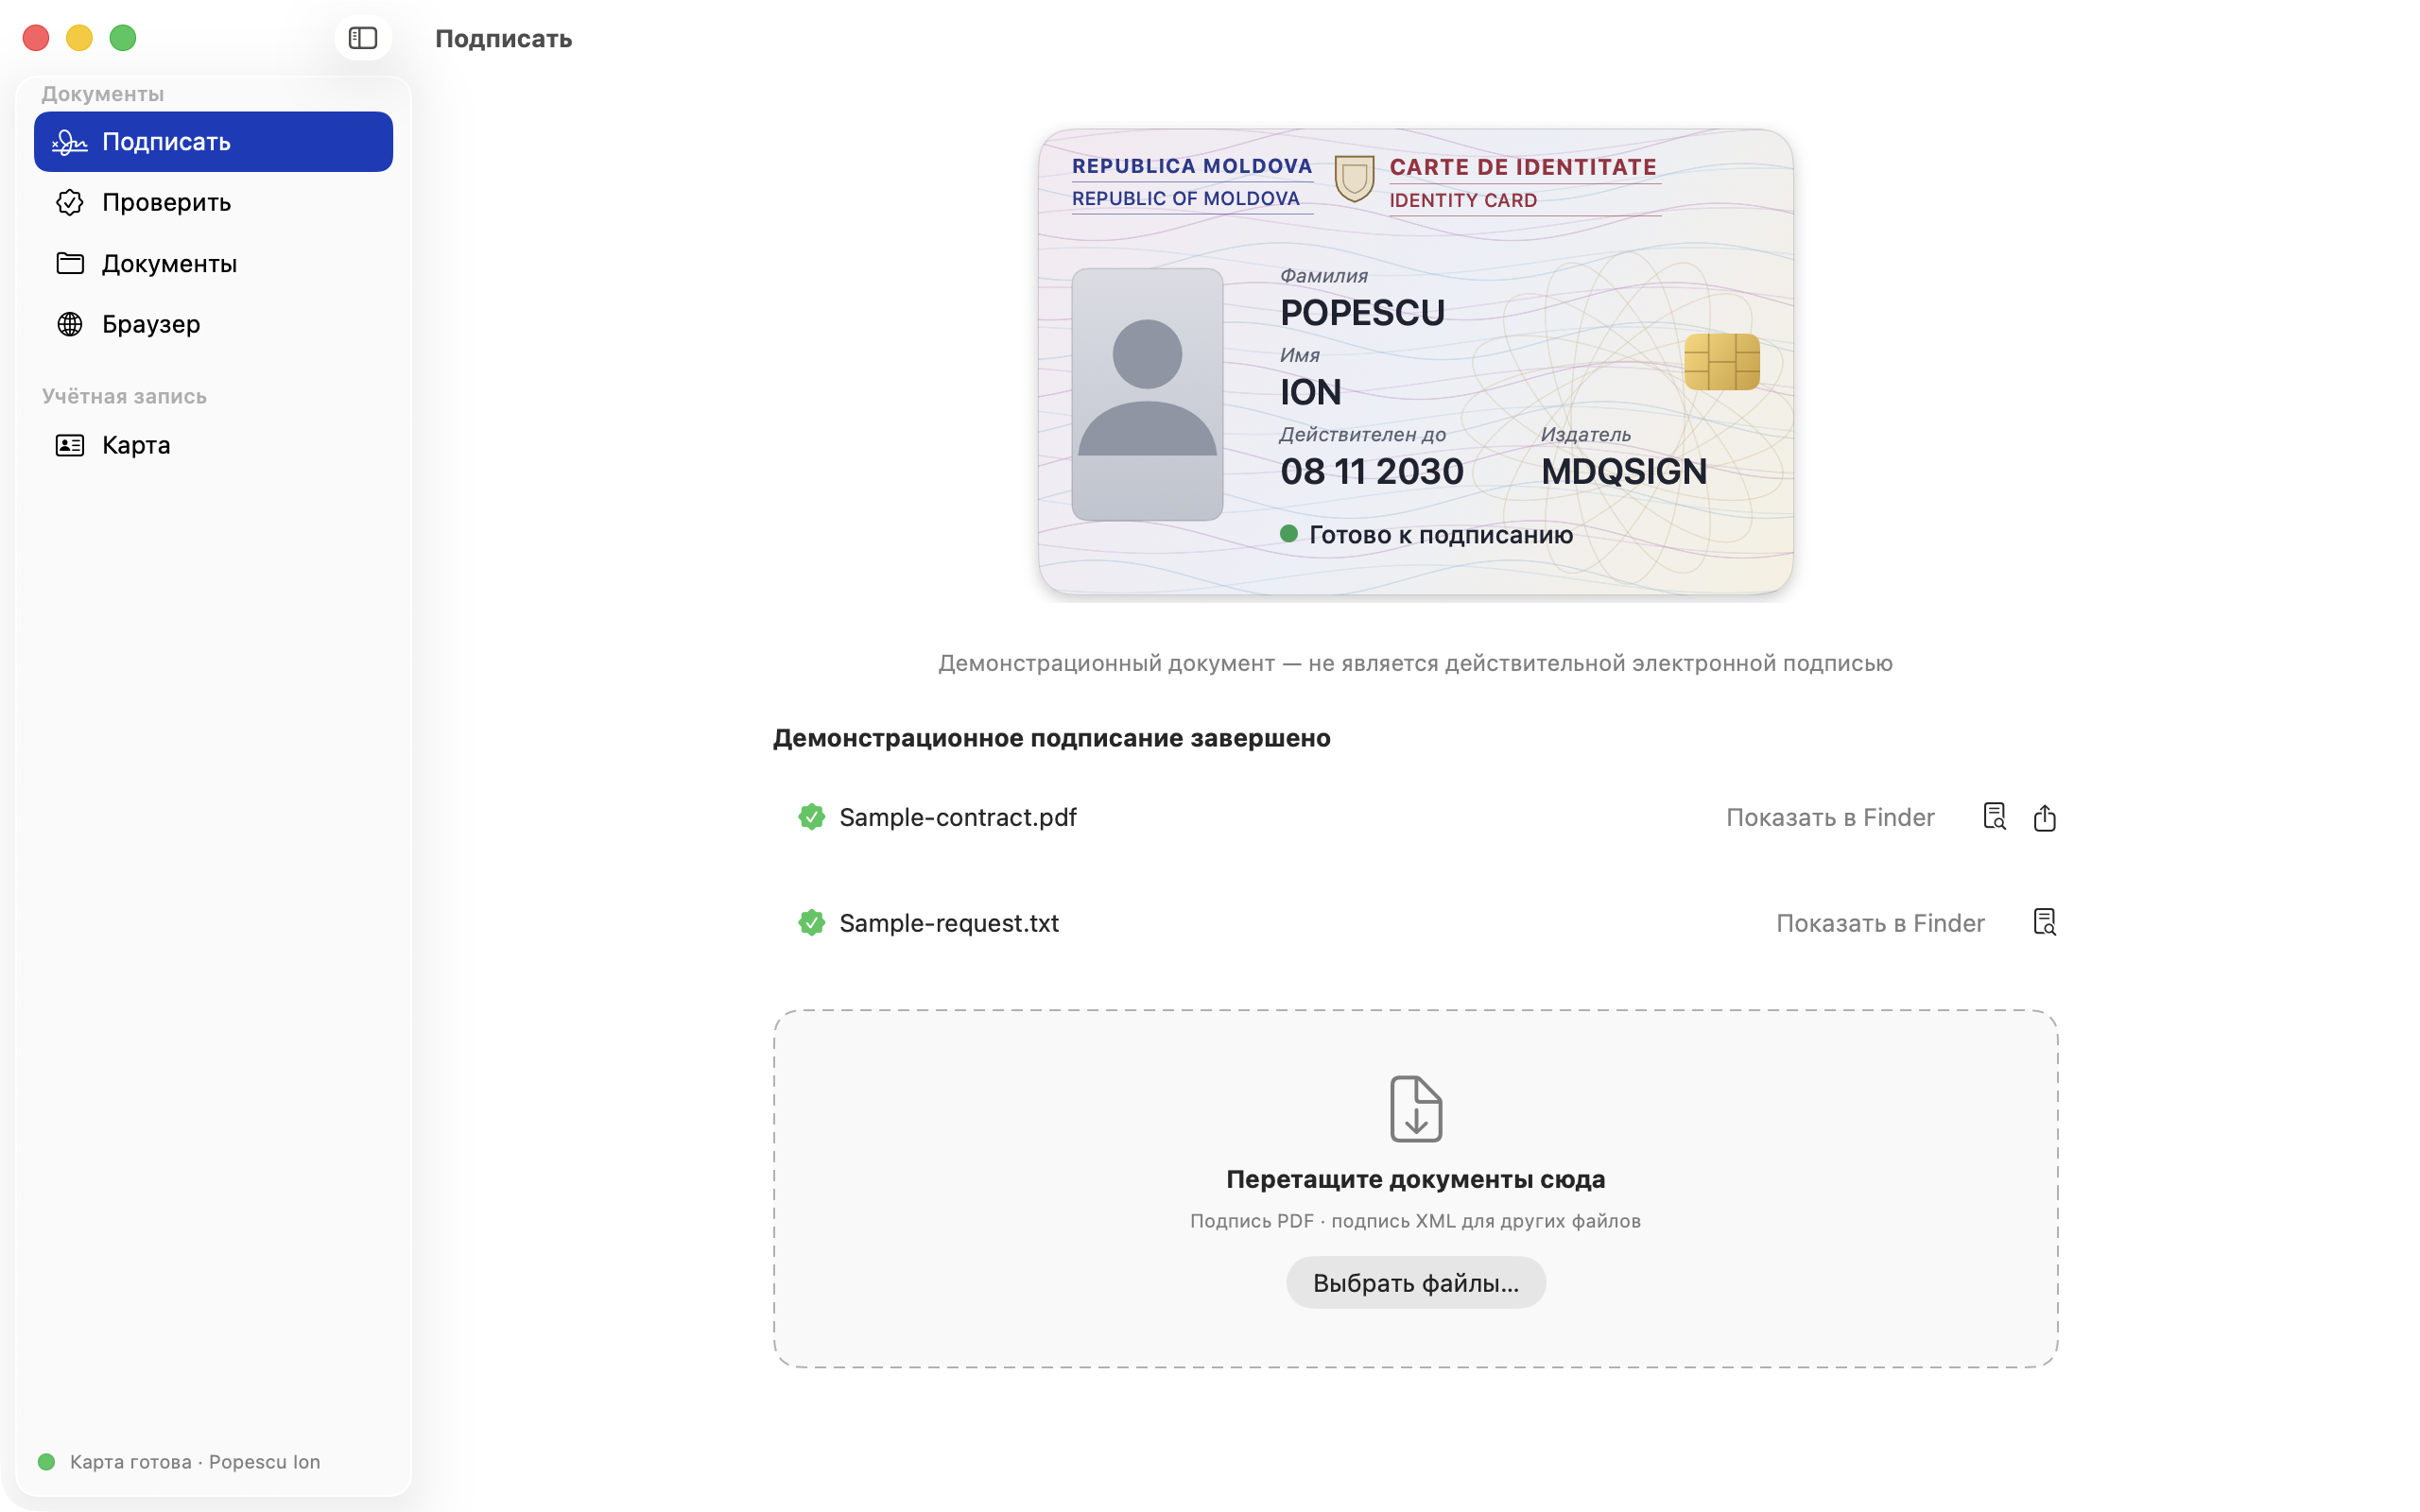 Подписать
Документы
Подписать
Проверить
Документы
Браузер
Учётная запись
Карта
Карта готова · Popescu Ion
REPUBLICA MOLDOVA
REPUBLIC OF MOLDOVA
CARTE DE IDENTITATE
IDENTITY CARD
Фамилия
POPESCU
Имя
ION
Действителен до
08 11 2030
Издатель
MDQSIGN
Готово к подписанию
Демонстрационный документ — не является действительной электронной подписью
Демонстрационное подписание завершено
Sample-contract.pdf Показать в Finder
Sample-request.txt Показать в Finder
Перетащите документы сюда
Подпись PDF · подпись XML для других файлов
Выбрать файлы...